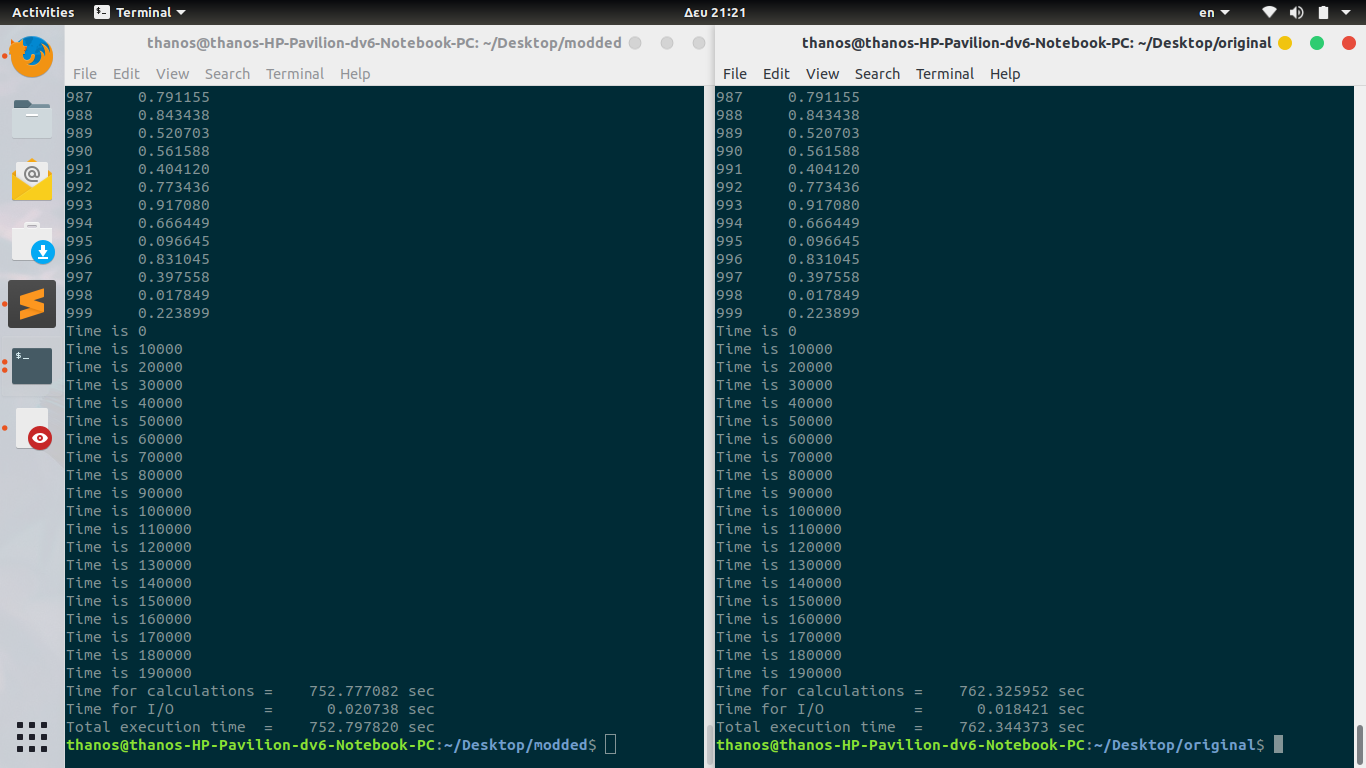 Activities Terminal Δευ 21:21 en
thanos@thanos-HP-Pavilion-dv6-Notebook-PC: ~/Desktop/modded
File Edit View Search Terminal Help
987 0.791155
988 0.843438
989 0.520703
990 0.561588
991 0.404120
992 0.773436
993 0.917080
994 0.666449
995 0.096645
996 0.831045
997 0.397558
998 0.017849
999 0.223899
Time is 0
Time is 10000
Time is 20000
Time is 30000
Time is 40000
Time is 50000
Time is 60000
Time is 70000
Time is 80000
Time is 90000
Time is 100000
Time is 110000
Time is 120000
Time is 130000
Time is 140000
Time is 150000
Time is 160000
Time is 170000
Time is 180000
Time is 190000
Time for calculations = 752.777082 sec
Time for I/O = 0.020738 sec
Total execution time = 752.797820 sec
thanos@thanos-HP-Pavilion-dv6-Notebook-PC:~/Desktop/modded$
thanos@thanos-HP-Pavilion-dv6-Notebook-PC: ~/Desktop/original
File Edit View Search Terminal Help
987 0.791155
988 0.843438
989 0.520703
990 0.561588
991 0.404120
992 0.773436
993 0.917080
994 0.666449
995 0.096645
996 0.831045
997 0.397558
998 0.017849
999 0.223899
Time is 0
Time is 10000
Time is 20000
Time is 30000
Time is 40000
Time is 50000
Time is 60000
Time is 70000
Time is 80000
Time is 90000
Time is 100000
Time is 110000
Time is 120000
Time is 130000
Time is 140000
Time is 150000
Time is 160000
Time is 170000
Time is 180000
Time is 190000
Time for calculations = 762.325952 sec
Time for I/O = 0.018421 sec
Total execution time = 762.344373 sec
thanos@thanos-HP-Pavilion-dv6-Notebook-PC:~/Desktop/original$